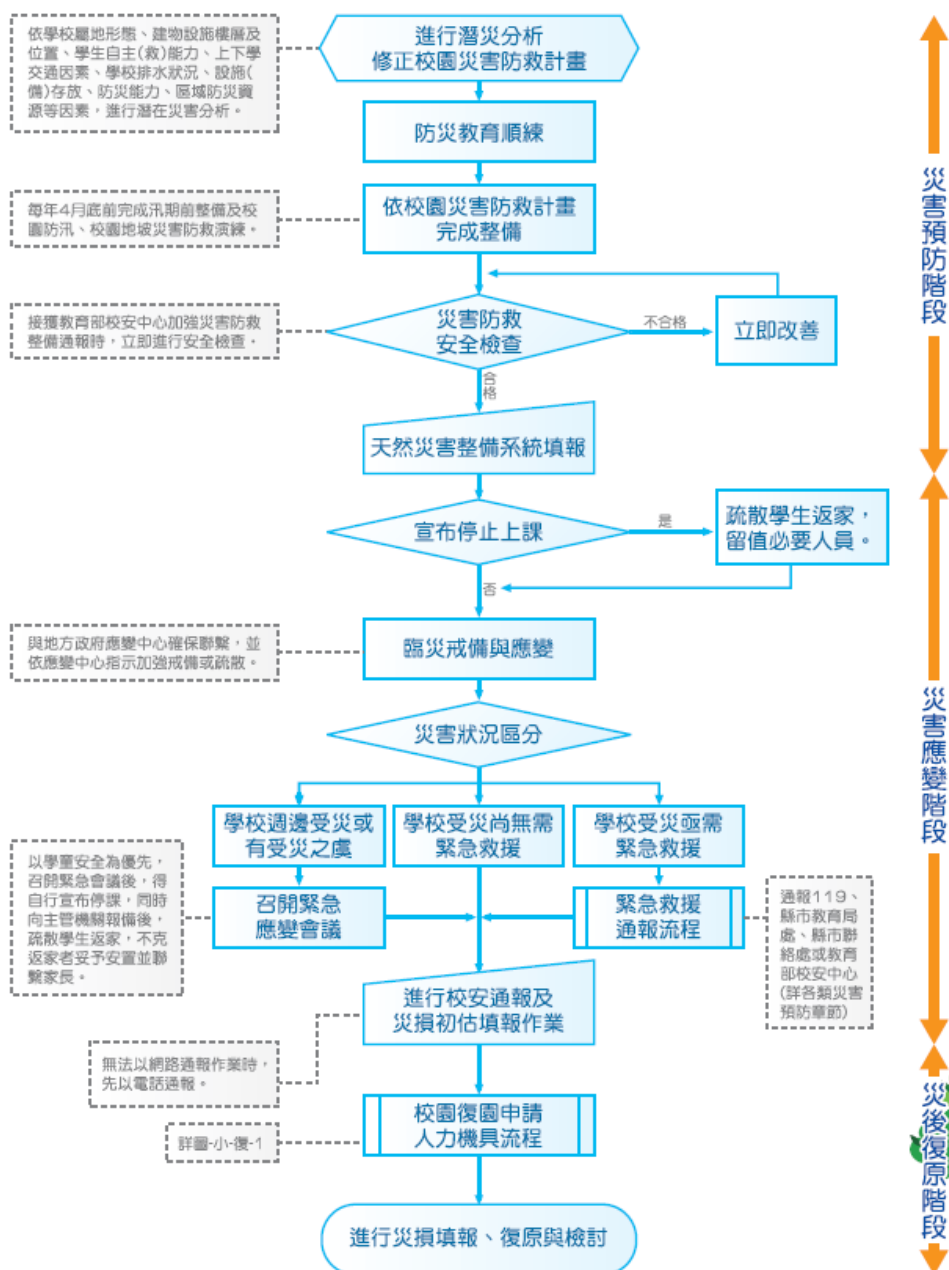 依學校屬地形態、建物設施樓層及
位置、學生自主(救)能力、上下學
交通因素、學校排水狀況、設施(
備)存放、防災能力、區域防災資
源等因素，進行潛在災害分析。
進行潛災分析
修正校園災害防救計畫
防災教育順練
每年4月底前完成汛期前整備及校
園防汛、校園地坡災害防救演練。
依校園災害防救計畫
完成整備
接獲教育部校安中心加強災害防救
整備通報時，立即進行安全檢查。
災害防救
安全檢查
不合格
立即改善
合格
天然災害整備系統填報
災害預防階段
宣布停止上課
是
疏散學生返家，
留值必要人員。
否
與地方政府應變中心確保聯繫，並
依應變中心指示加強戒備或疏散。
臨災戒備與應變
災害狀況區分
學校週邊受災或
有受災之虞
學校受災尚無需
緊急救援
學校受災亟需
緊急救援
以學童安全為優先，
召開緊急會議後，得
自行宣布停課，同時
向主管機關報備後，
疏散學生返家，不克
返家者妥予安置並聯
繫家長。
召開緊急
應變會議
緊急救援
通報流程
通報119、
縣市教育局
處、縣市聯
絡處或教育
部校安中心
(詳各類災害
預防章節)
災害應變階段
進行校安通報及
災損初估填報作業
無法以網路通報作業時，
先以電話通報。
校園復園申請
人力機具流程
詳圖-小-復-1
進行災損填報、復原與檢討
災後復原階段